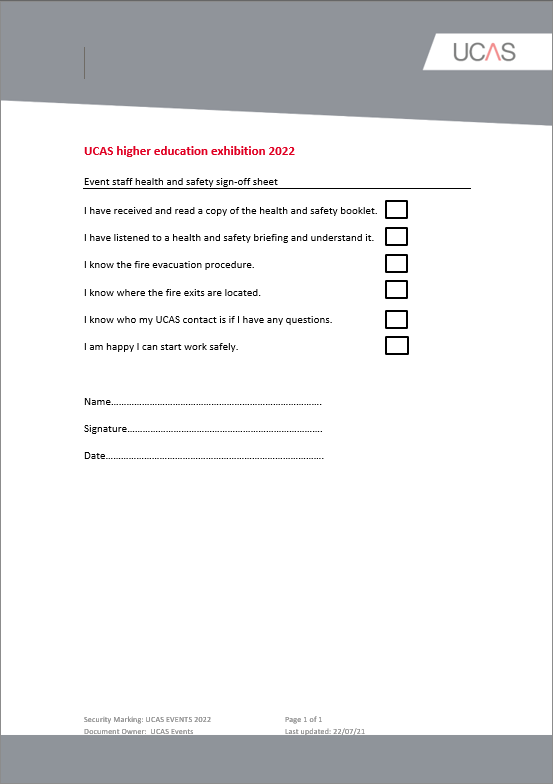 UCAS
UCAS higher education exhibition 2022
Event staff health and safety sign-off sheet
I have received and read a copy of the health and safety booklet.
I have listened to a health and safety briefing and understand it.
I know the fire evacuation procedure.
I know where the fire exits are located.
I know who my UCAS contact is if I have any questions.
I am happy I can start work safely.
Name……………………………………………………………….
Signature………………………………………………………….
Date………………………………………………………………….
Security Marking: UCAS EVENTS 2022 Page 1 of 1
Document Owner: UCAS Events Last updated: 22/07/21